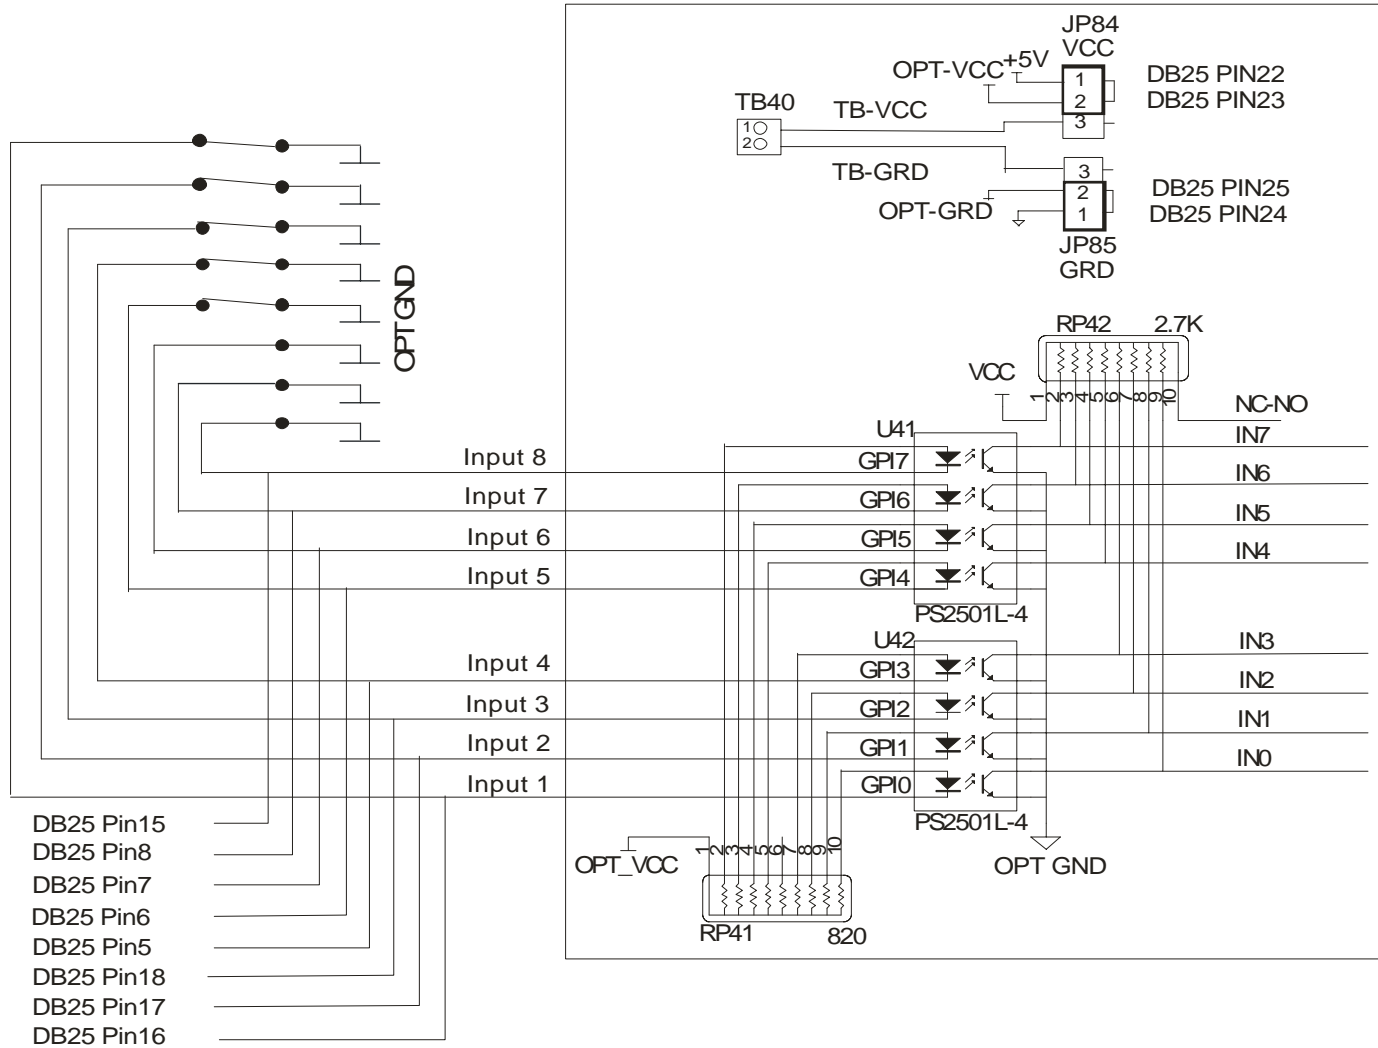 JP84
VCC
+5V
OPT-VCC
1
2
3
DB25 PIN22
DB25 PIN23
TB40
1
2
TB-VCC
TB-GRD
OPT-GRD
3
2
1
DB25 PIN25
DB25 PIN24
JP85
GRD
OPT GND
RP42 2.7K
VCC
1 2 3 4 5 6 7 8 9 10
NC-NO
U41
Input 8 GPI7 IN7
Input 7 GPI6 IN6
Input 6 GPI5 IN5
Input 5 GPI4 IN4
PS2501L-4
U42
Input 4 GPI3 IN3
Input 3 GPI2 IN2
Input 2 GPI1 IN1
Input 1 GPI0 IN0
PS2501L-4
OPT_VCC
1 2 3 4 5 6 7 8 9 10
OPT GND
RP41 820
DB25 Pin15
DB25 Pin8
DB25 Pin7
DB25 Pin6
DB25 Pin5
DB25 Pin18
DB25 Pin17
DB25 Pin16